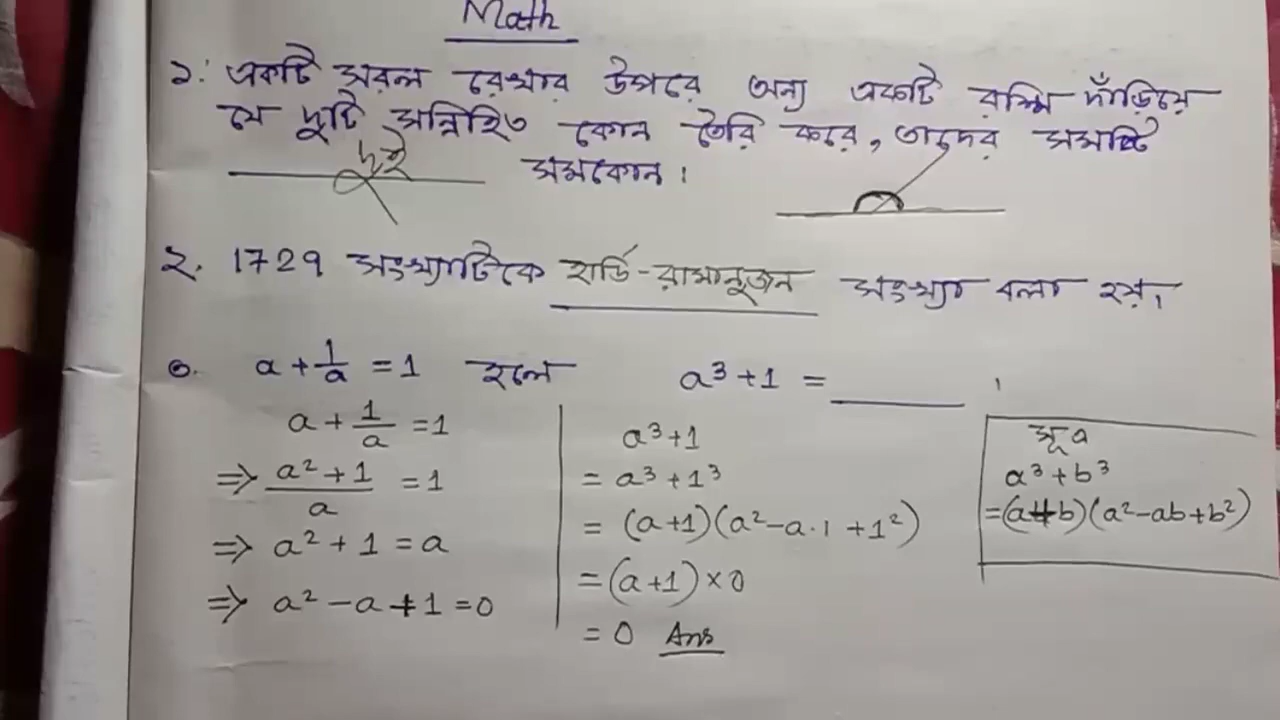 Math
১. একটি সরল রেখার উপরে অন্য একটি রশ্মি দাঁড়িয়ে
যে দুটি সন্নিহিত কোন তৈরি করে, তাদের সমষ্টি
দুই সমকোন।
২. 1729 সংখ্যাটিকে হার্ডি-রামানুজন সংখ্যা বলা হয়।
৩. a + 1/a = 1 হলে a³ + 1 = ______ ।
a + 1/a = 1
⇒ (a² + 1)/a = 1
⇒ a² + 1 = a
⇒ a² - a + 1 = 0
a³ + 1
= a³ + 1³
= (a+1)(a² - a·1 + 1²)
= (a+1) × 0
= 0 Ans
সূত্র
a³ + b³
= (a+b)(a² - ab + b²)